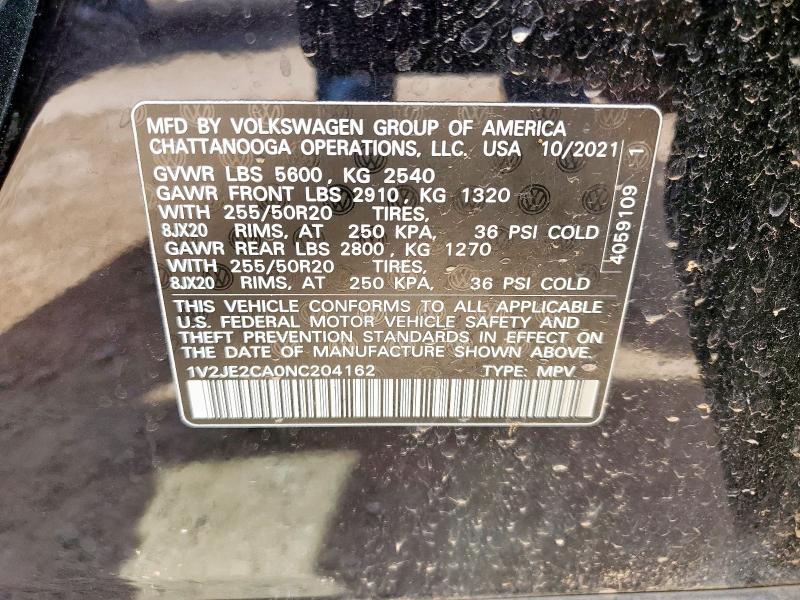 MFD BY VOLKSWAGEN GROUP OF AMERICA
CHATTANOOGA OPERATIONS, LLC. USA 10/2021
GVWR LBS 5600, KG 2540
GAWR FRONT LBS 2910, KG 1320
WITH 255/50R20 TIRES,
8JX20 RIMS, AT 250 KPA, 36 PSI COLD
GAWR REAR LBS 2800, KG 1270
WITH 255/50R20 TIRES,
8JX20 RIMS, AT 250 KPA, 36 PSI COLD
THIS VEHICLE CONFORMS TO ALL APPLICABLE
U.S. FEDERAL MOTOR VEHICLE SAFETY AND
THEFT PREVENTION STANDARDS IN EFFECT ON
THE DATE OF MANUFACTURE SHOWN ABOVE.
1V2JE2CA0NC204162 TYPE: MPV
4059109 1